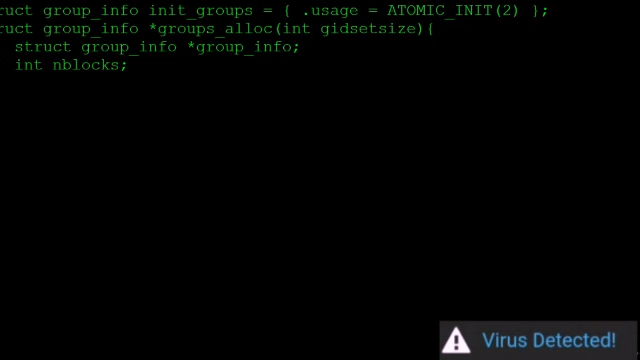 ruct group_info init_groups = { .usage = ATOMIC_INIT(2) };
ruct group_info *groups_alloc(int gidsetsize){
struct group_info *group_info;
int nblocks;
Virus Detected!